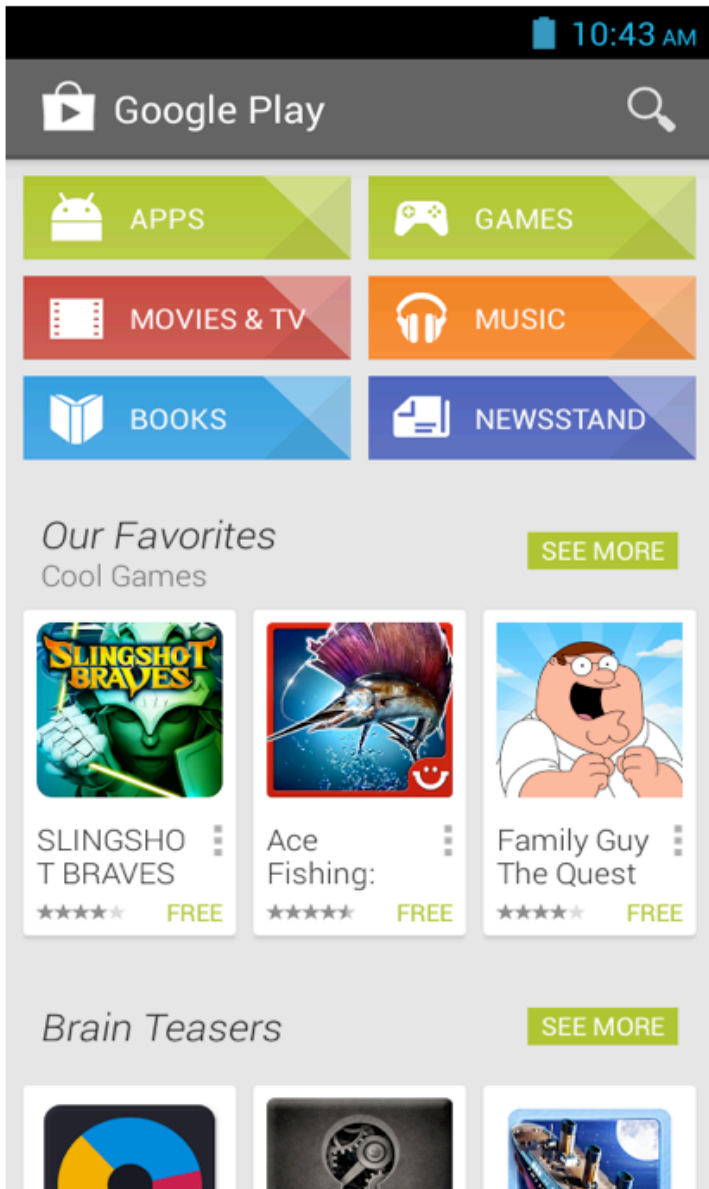 10:43 AM
Google Play
APPS
GAMES
MOVIES & TV
MUSIC
BOOKS
NEWSSTAND
Our Favorites
SEE MORE
Cool Games
SLINGSHOT
BRAVES
SLINGSHO
T BRAVES
FREE
Ace
Fishing:
FREE
Family Guy
The Quest
FREE
Brain Teasers
SEE MORE